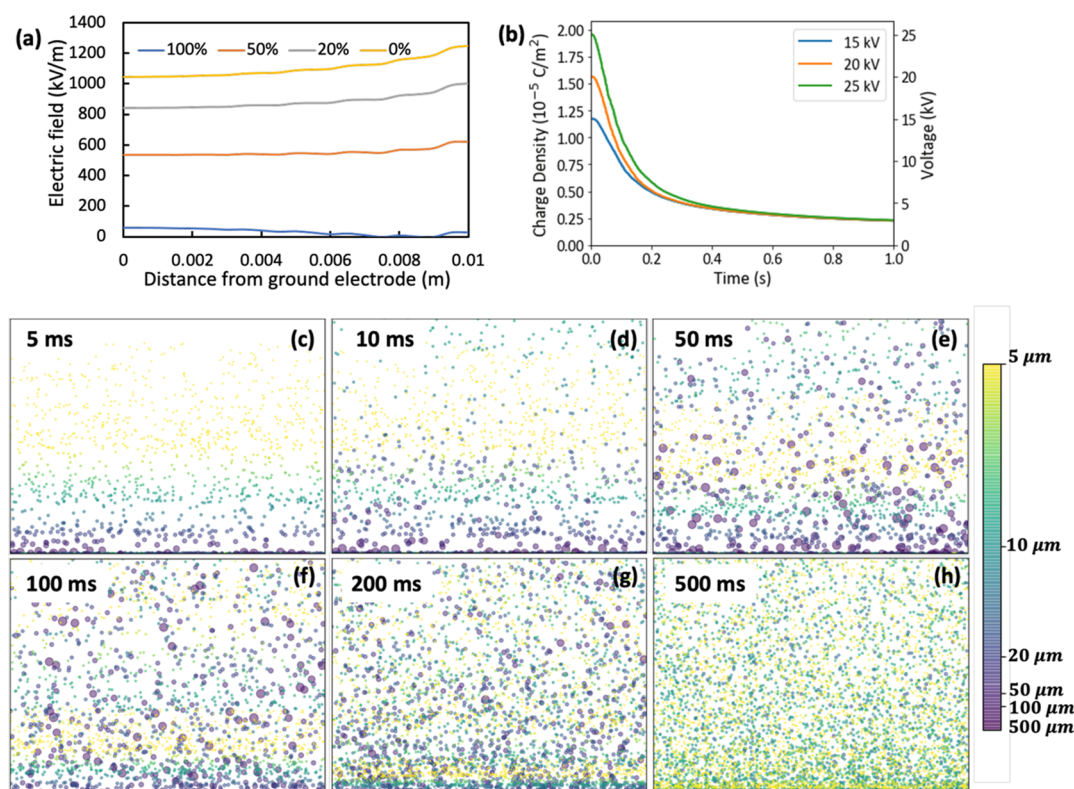 (a)
1400
1200
1000
800
600
400
200
0
Electric field (kV/m)
100% 50% 20% 0%
0 0.002 0.004 0.006 0.008 0.01
Distance from ground electrode (m)
(b)
2.00
1.75
1.50
1.25
1.00
0.75
0.50
0.25
0.00
Charge Density (10⁻⁵ C/m²)
15 kV
20 kV
25 kV
25
20
15
10
5
0
Voltage (kV)
0.0 0.2 0.4 0.6 0.8 1.0
Time (s)
5 ms (c)
10 ms (d)
50 ms (e)
100 ms (f)
200 ms (g)
500 ms (h)
5 μm
10 μm
20 μm
50 μm
100 μm
500 μm